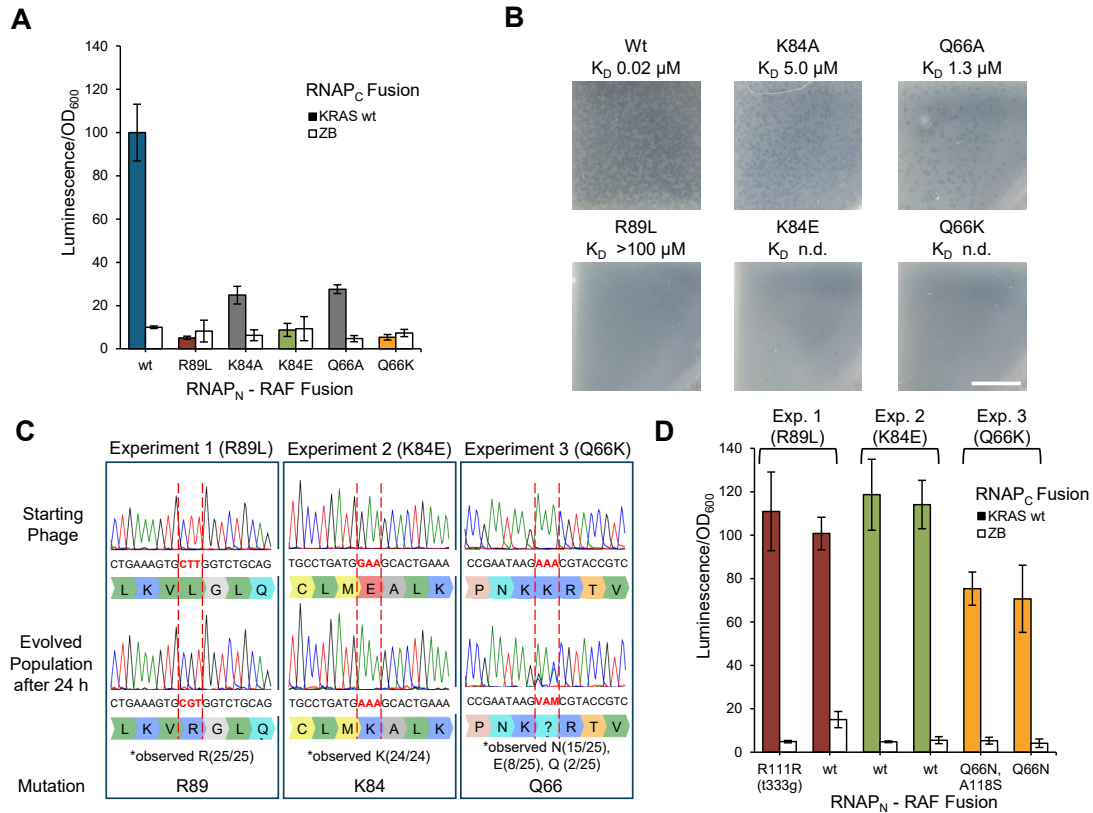 A
140
120
100
80
60
40
20
0
Luminescence/OD600
RNAPC Fusion
KRAS wt
ZB
wt R89L K84A K84E Q66A Q66K
RNAPN - RAF Fusion
B
Wt K84A Q66A
KD 0.02 µM KD 5.0 µM KD 1.3 µM
R89L K84E Q66K
KD >100 µM KD n.d. KD n.d.
C
Experiment 1 (R89L) Experiment 2 (K84E) Experiment 3 (Q66K)
Starting
Phage
CTGAAAGTGCTTGGTCTGCAG TGCCTGATGGAAGCACTGAAA CCGAATAAGAAACGTACCGTC
L K V L G L Q C L M E A L K P N K K R T V
Evolved
Population
after 24 h
CTGAAAGTGCGTGGTCTGCAG TGCCTGATGAAAGCACTGAAA CCGAATAAGVAMCGTACCGTC
L K V R G L Q C L M K A L K P N K ? R T V
*observed R(25/25) *observed K(24/24) *observed N(15/25),
E(8/25), Q (2/25)
Mutation R89 K84 Q66
D
Exp. 1 Exp. 2 Exp. 3
(R89L) (K84E) (Q66K)
140
120
100
80
60
40
20
0
Luminescence/OD600
RNAPC Fusion
KRAS wt
ZB
R111R wt wt wt Q66N, Q66N
(t333g) A118S
RNAPN - RAF Fusion